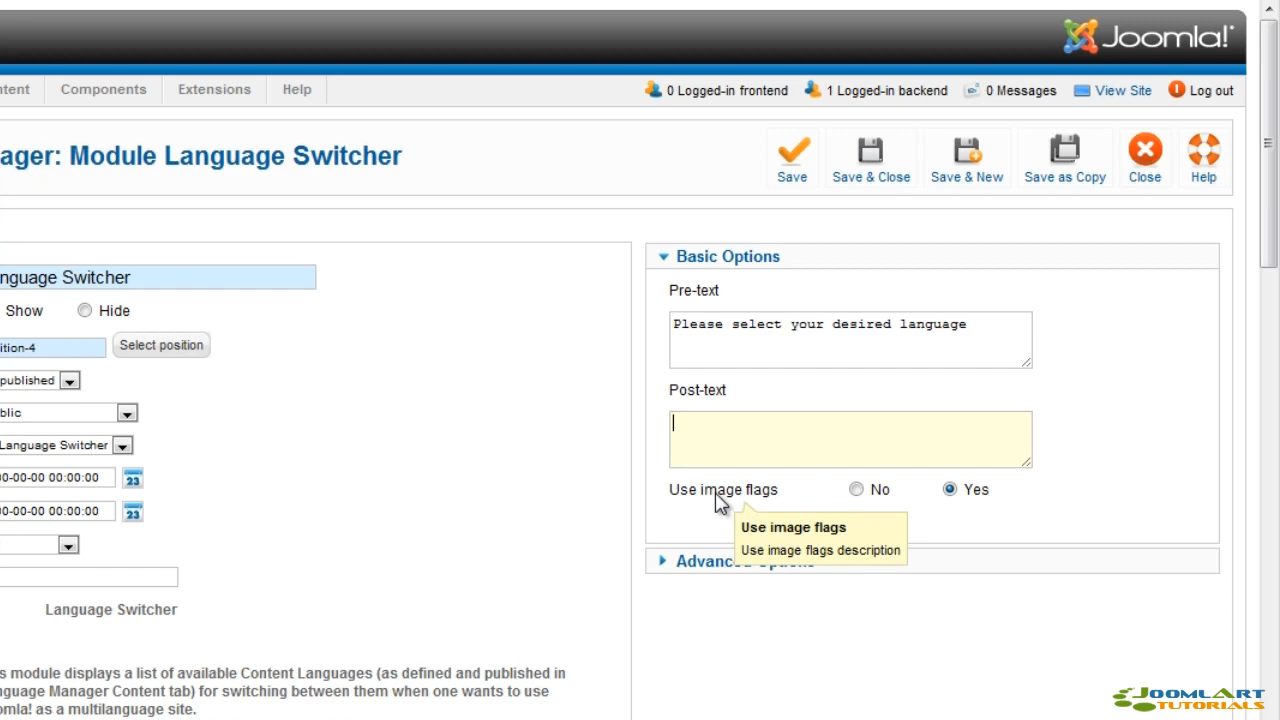 Joomla!
ntent Components Extensions Help 0 Logged-in frontend 1 Logged-in backend 0 Messages View Site Log out
ager: Module Language Switcher
Save Save & Close Save & New Save as Copy Close Help
Basic Options
nguage Switcher
Pre-text
Show Hide
Please select your desired language
ition-4 Select position
published
Post-text
blic
Language Switcher
00-00-00 00:00:00 23
Use image flags No Yes
00-00-00 00:00:00 23
Use image flags
Use image flags description
Advanced Options
Language Switcher
s module displays a list of available Content Languages (as defined and published in
nguage Manager Content tab) for switching between them when one wants to use
omla! as a multilanguage site.
JOOMLART
TUTORIALS